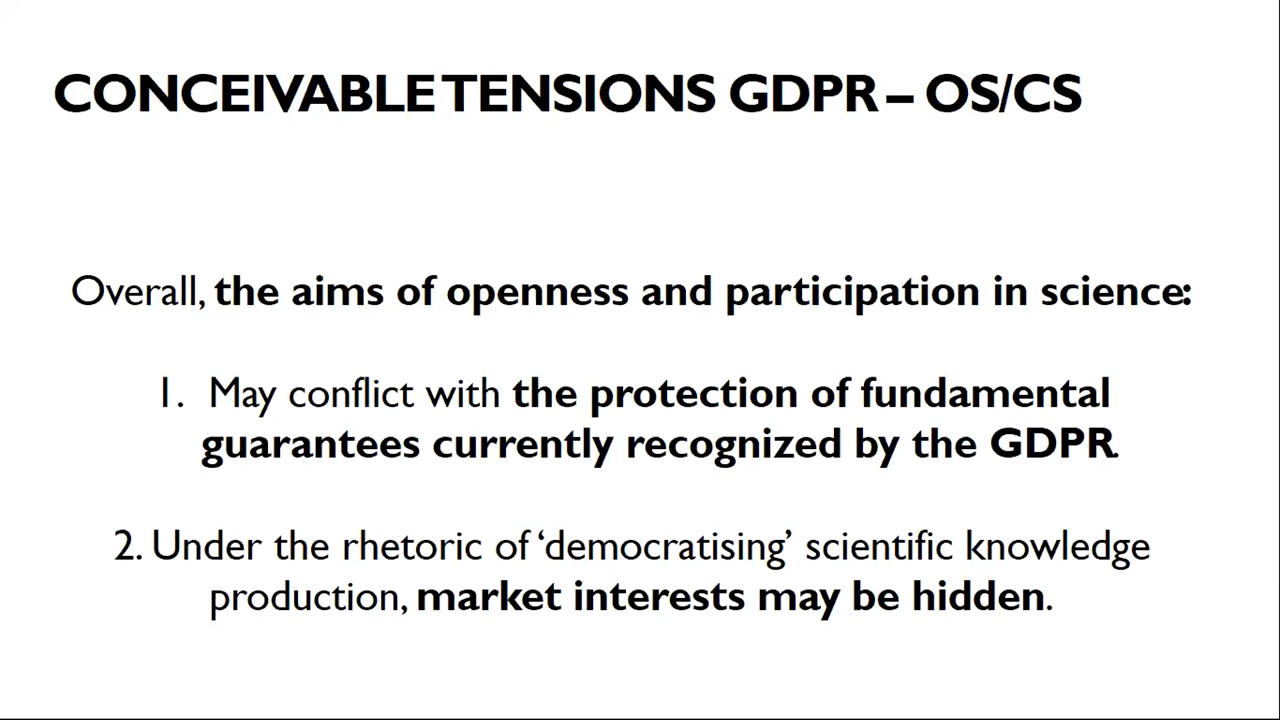 CONCEIVABLE TENSIONS GDPR – OS/CS
Overall, the aims of openness and participation in science:
1. May conflict with the protection of fundamental
guarantees currently recognized by the GDPR.
2. Under the rhetoric of ‘democratising’ scientific knowledge
production, market interests may be hidden.